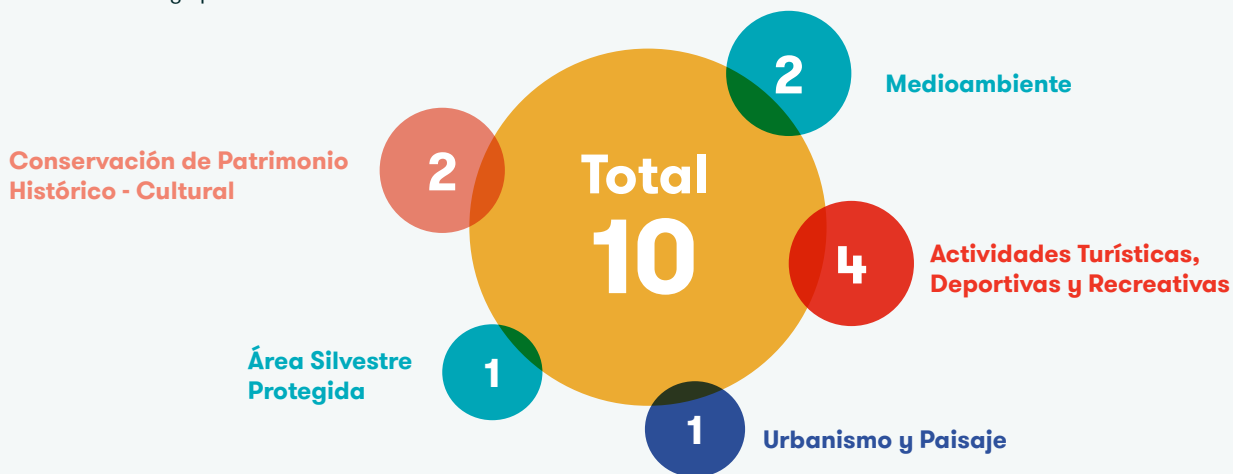 2
Medioambiente
Conservación de Patrimonio
Histórico - Cultural
2
Total
10
4
Actividades Turísticas,
Deportivas y Recreativas
Área Silvestre
Protegida
1
1
Urbanismo y Paisaje